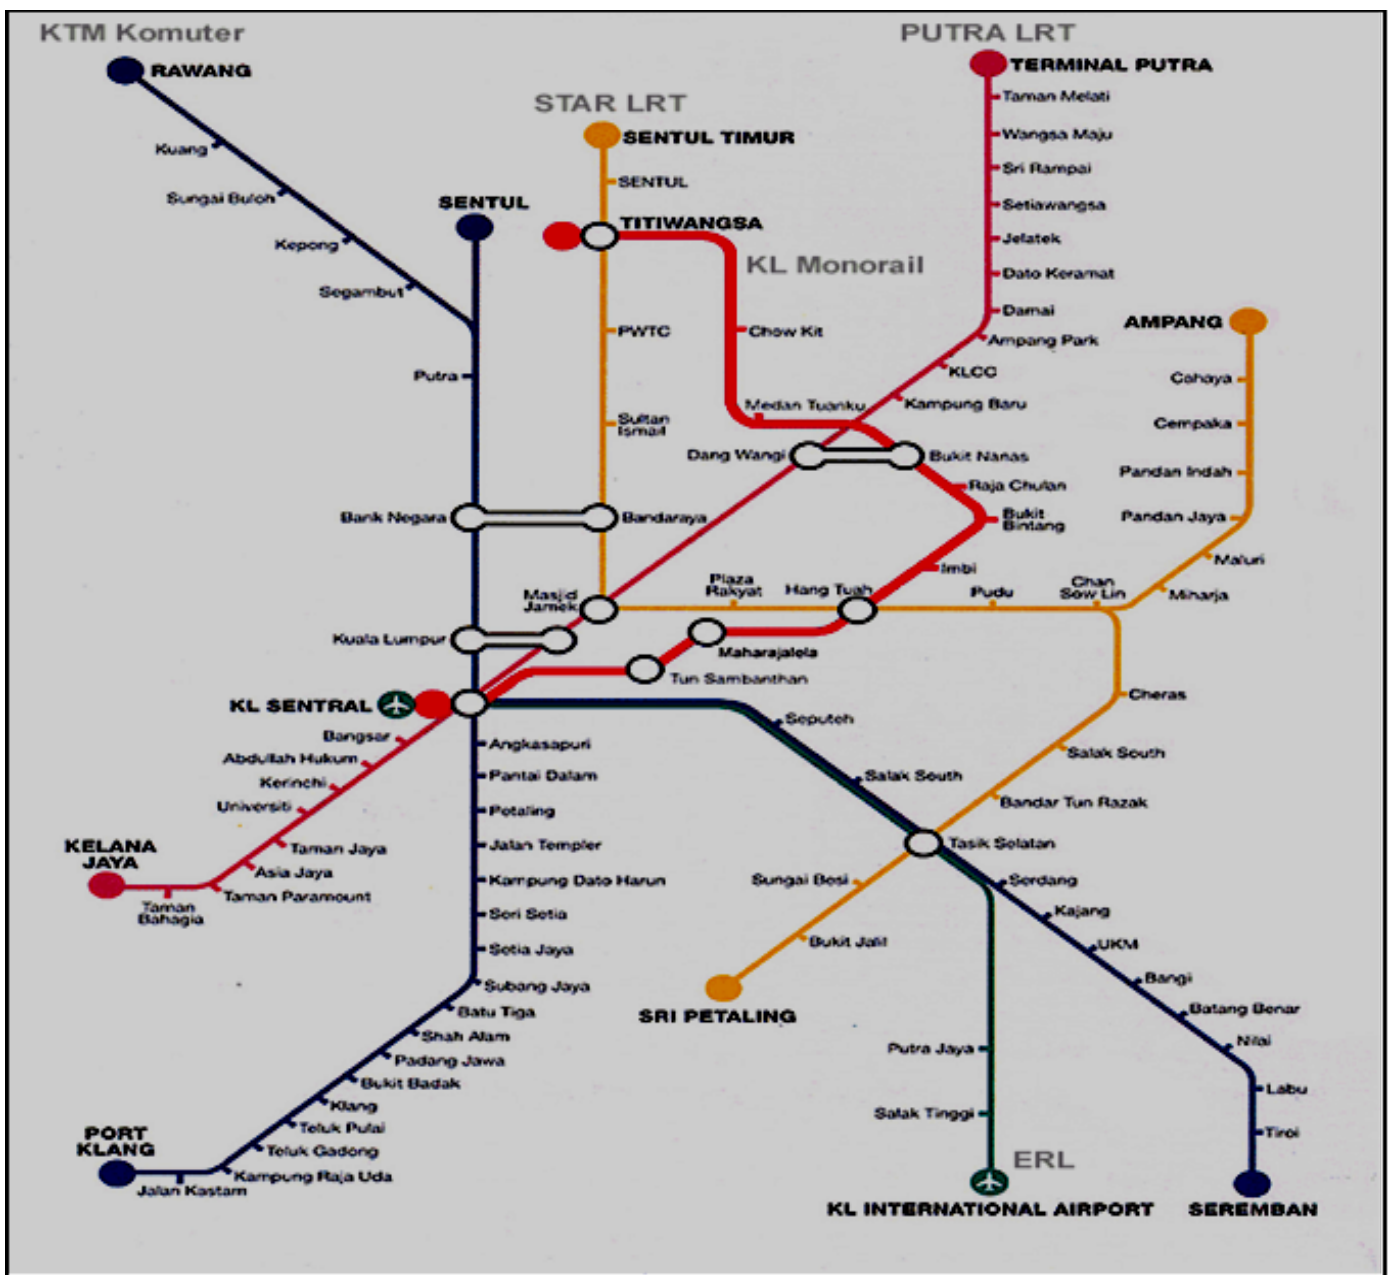 KTM Komuter
PUTRA LRT
RAWANG
TERMINAL PUTRA
Taman Melati
STAR LRT
SENTUL TIMUR
Wangsa Maju
Kuang
Sri Rampai
SENTUL
Sungai Buloh
SENTUL
Setiawangsa
TITIWANGSA
Jelatek
Kepong
KL Monorail
Dato Keramat
Segambut
Damai
AMPANG
PWTC
Chow Kit
Ampang Park
KLCC
Putra
Cahaya
Medan Tuanku
Kampung Baru
Sultan
Ismail
Cempaka
Dang Wangi
Bukit Nanas
Pandan Indah
Raja Chulan
Bank Negara
Bandaraya
Bukit
Bintang
Pandan Jaya
Maluri
Imbi
Masjid
Jamek
Plaza
Rakyat
Hang Tuah
Pudu
Chan
Sow Lin
Miharja
Kuala Lumpur
Maharajalela
Tun Sambanthan
KL SENTRAL
Cheras
Seputeh
Bangsar
Angkasapuri
Abdullah Hukum
Salak South
Kerinchi
Pantai Dalam
Salak South
Universiti
Petaling
Bandar Tun Razak
KELANA
JAYA
Taman Jaya
Jalan Templer
Tasik Selatan
Asia Jaya
Kampung Dato Harun
Sungai Besi
Serdang
Taman Paramount
Taman
Bahagia
Seri Setia
Kajang
Setia Jaya
Bukit Jalil
UKM
Subang Jaya
Bangi
Batu Tiga
SRI PETALING
Batang Benar
Shah Alam
Nilai
Padang Jawa
Putra Jaya
Bukit Badak
Labu
Klang
Salak Tinggi
Teluk Pulai
Tiroi
PORT
KLANG
Teluk Gadong
ERL
Kampung Raja Uda
Jalan Kastam
KL INTERNATIONAL AIRPORT
SEREMBAN